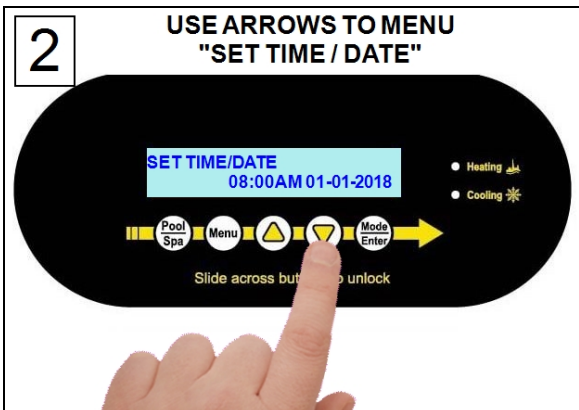 2
USE ARROWS TO MENU
"SET TIME / DATE"
SET TIME/DATE
08:00AM 01-01-2018
Heating
Cooling
Pool
Spa
Menu
Mode
Enter
Slide across but o unlock